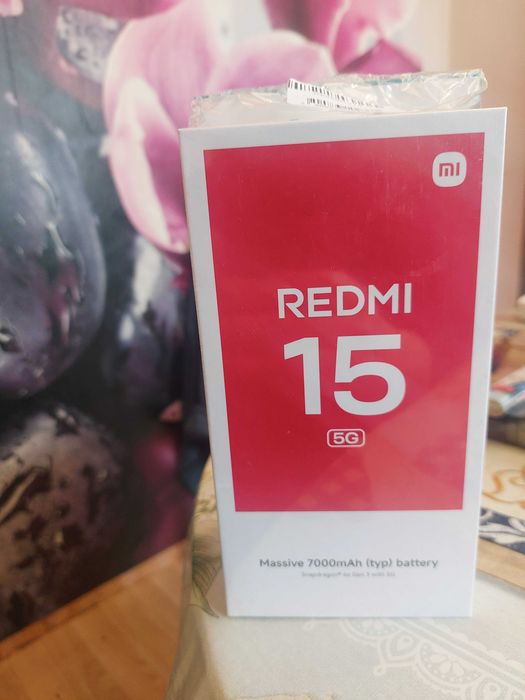 mi
REDMI
15
5G
Massive 7000mAh (typ) battery
Snapdragon® 6s Gen 3 with 5G